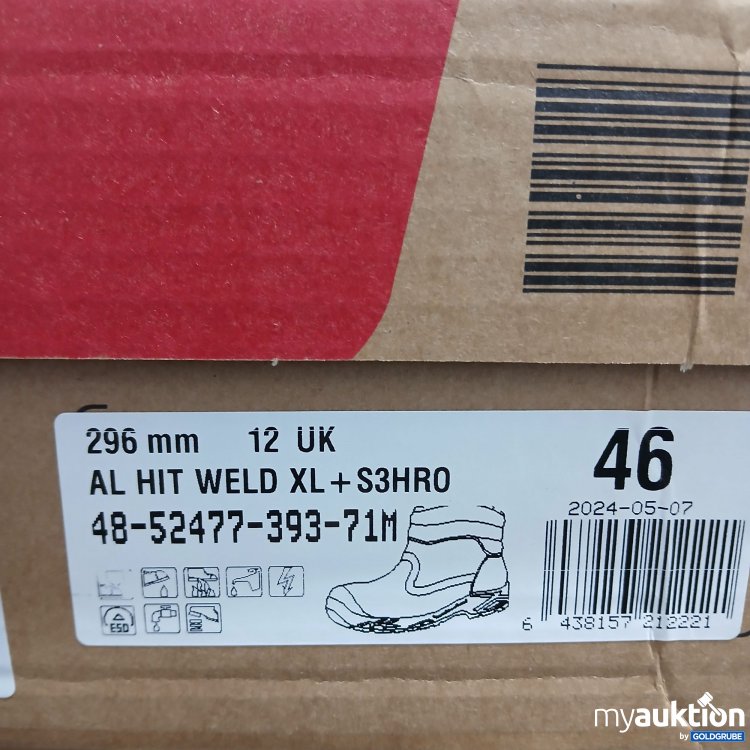 296 mm 12 UK
AL HIT WELD XL+S3HRO
48-52477-393-71M
46
2024-05-07
ESD
6 438157 212221
myauktion
by GOLDGRUBE